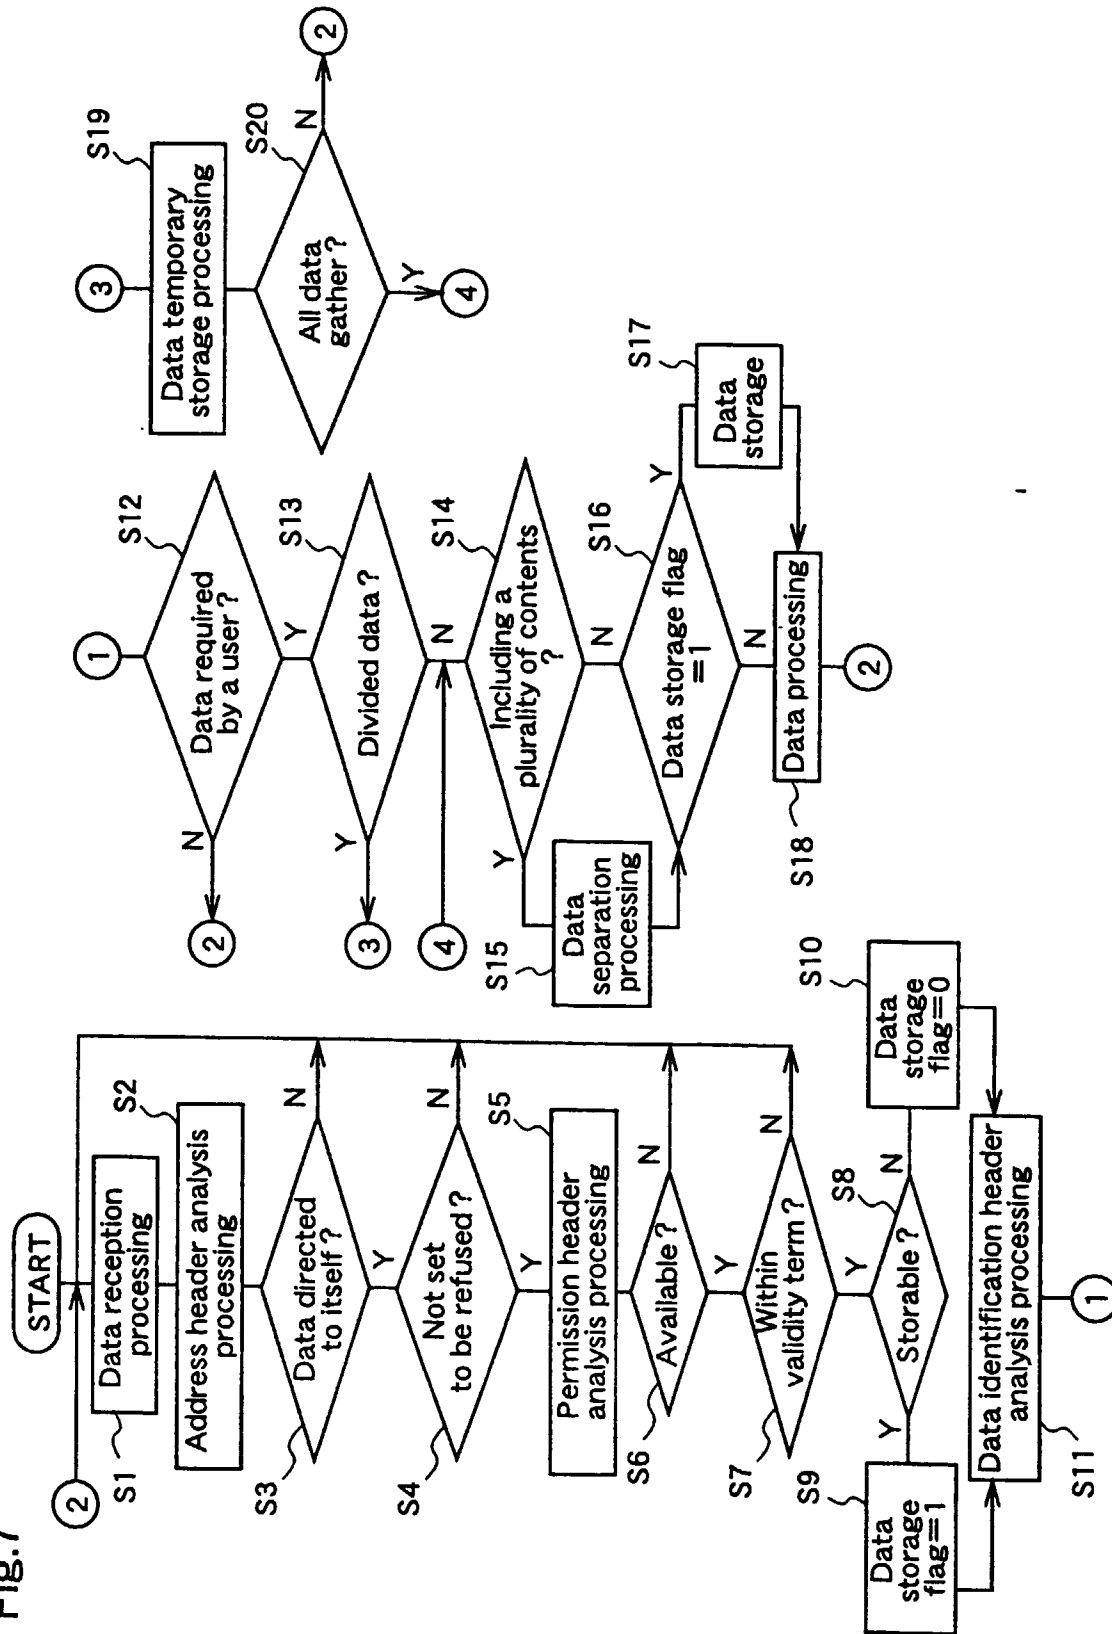 Fig.7
START
2
Data reception
processing
S1
Address header analysis
processing
S2
Data directed
to itself?
S3
N
Y
Not set
to be refused?
S4
N
Y
Permission header
analysis processing
S5
Available?
S6
N
Y
Within
validity term?
S7
N
Y
Storable?
S8
Y
N
Data
storage
flag=1
S9
Data
storage
flag=0
S10
Data identification header
analysis processing
S11
1
1
Data required
by a user?
S12
N
2
Y
Divided data?
S13
Y
3
N
4
Including a
plurality of contents
?
S14
Y
N
Data
separation
processing
S15
Data storage flag
=1
S16
Y
N
Data
storage
S17
Data processing
S18
2
3
Data temporary
storage processing
S19
All data
gather?
S20
N
2
Y
4